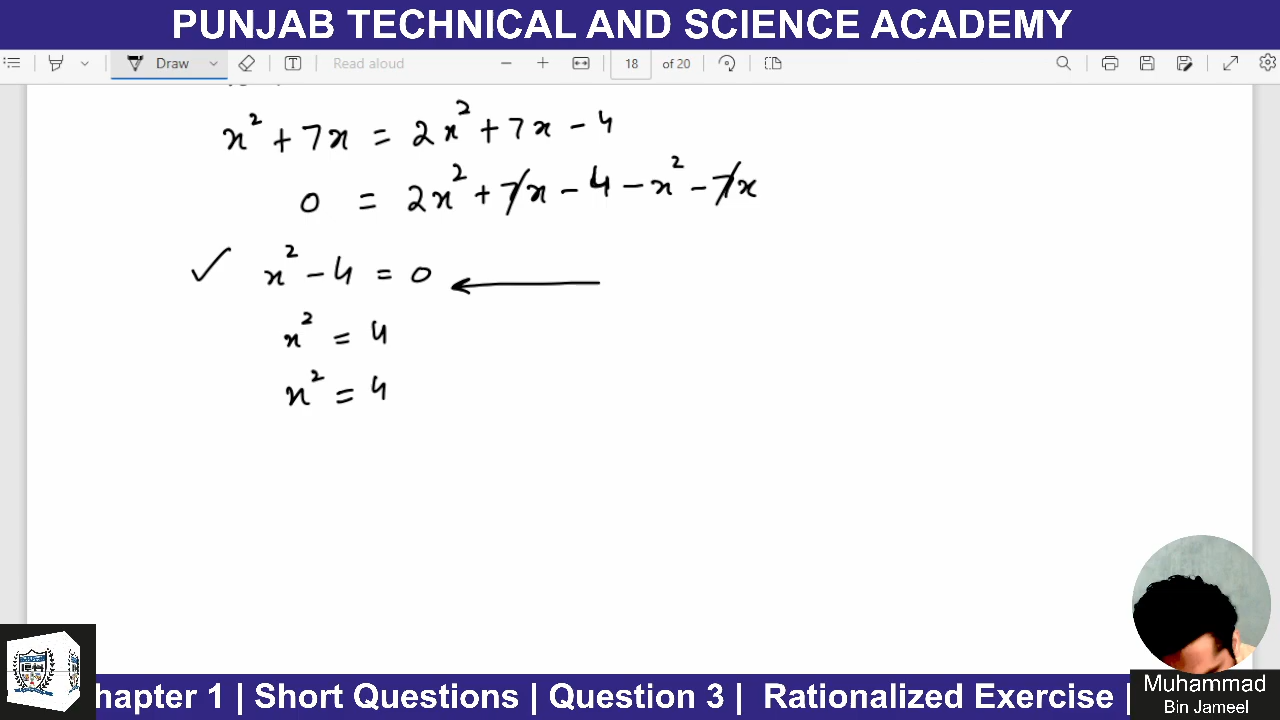 PUNJAB TECHNICAL AND SCIENCE ACADEMY
Draw
Read aloud
18 of 20
x² + 7x = 2x² + 7x - 4
0 = 2x² + 7x - 4 - x² - 7x
✓ x² - 4 = 0 ←
x² = 4
x² = 4
hapter 1 | Short Questions | Question 3 | Rationalized Exercise |
Muhammad
Bin Jameel